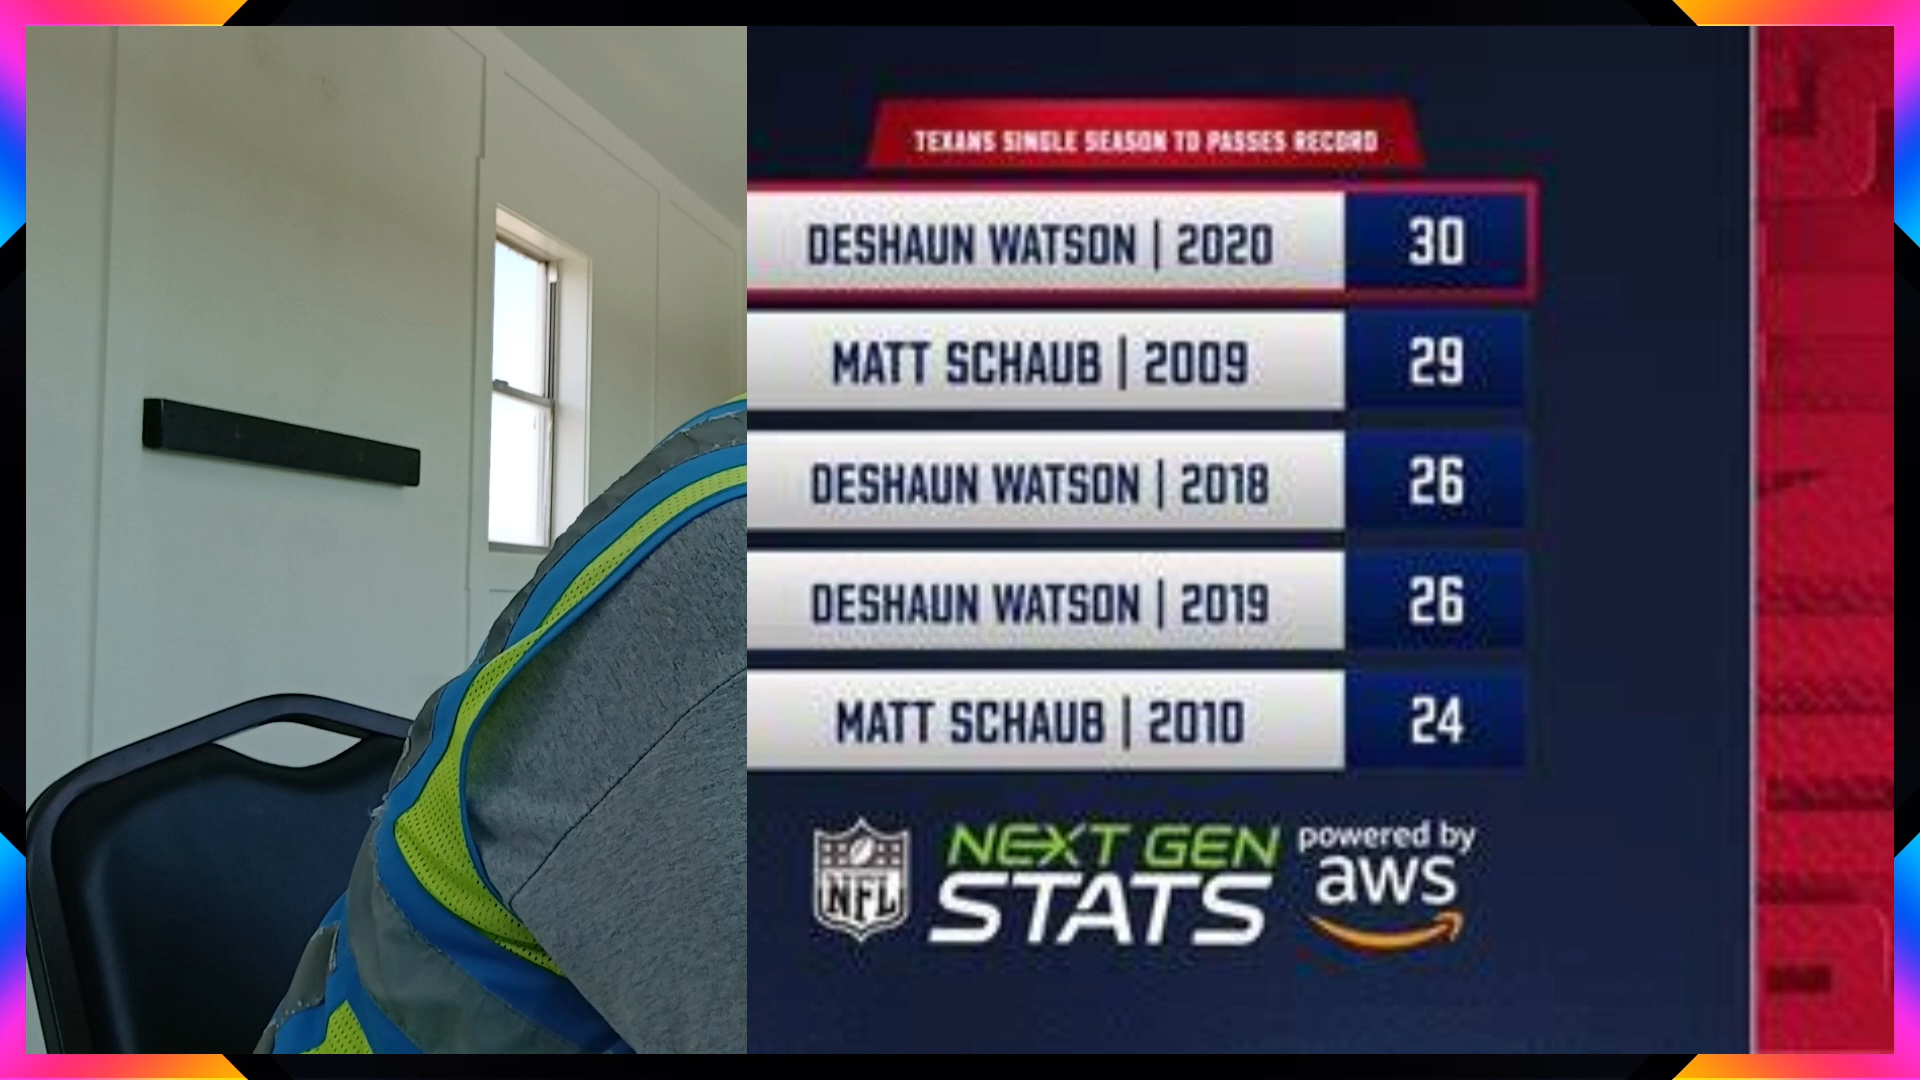 TEXANS SINGLE SEASON TD PASSES RECORD
DESHAUN WATSON | 2020 30
MATT SCHAUB | 2009 29
DESHAUN WATSON | 2018 26
DESHAUN WATSON | 2019 26
MATT SCHAUB | 2010 24
NFL
NEXT GEN
STATS
powered by
aws